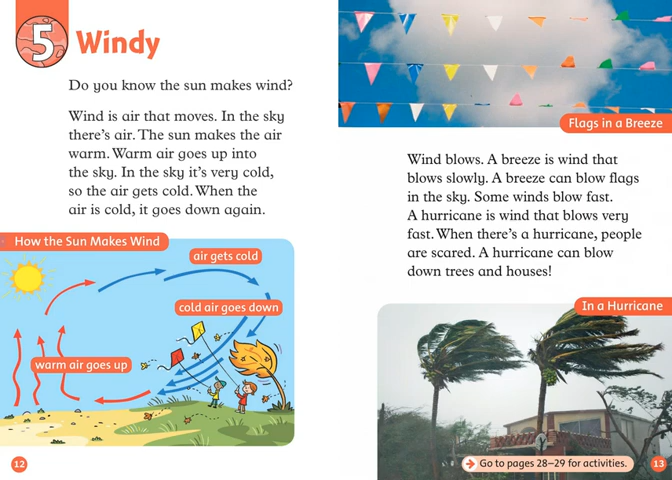 5 Windy
Do you know the sun makes wind?
Wind is air that moves. In the sky
there's air. The sun makes the air
warm. Warm air goes up into
the sky. In the sky it's very cold,
so the air gets cold. When the
air is cold, it goes down again.
How the Sun Makes Wind
air gets cold
cold air goes down
warm air goes up
12
Flags in a Breeze
Wind blows. A breeze is wind that
blows slowly. A breeze can blow flags
in the sky. Some winds blow fast.
A hurricane is wind that blows very
fast. When there's a hurricane, people
are scared. A hurricane can blow
down trees and houses!
In a Hurricane
Go to pages 28–29 for activities.
13